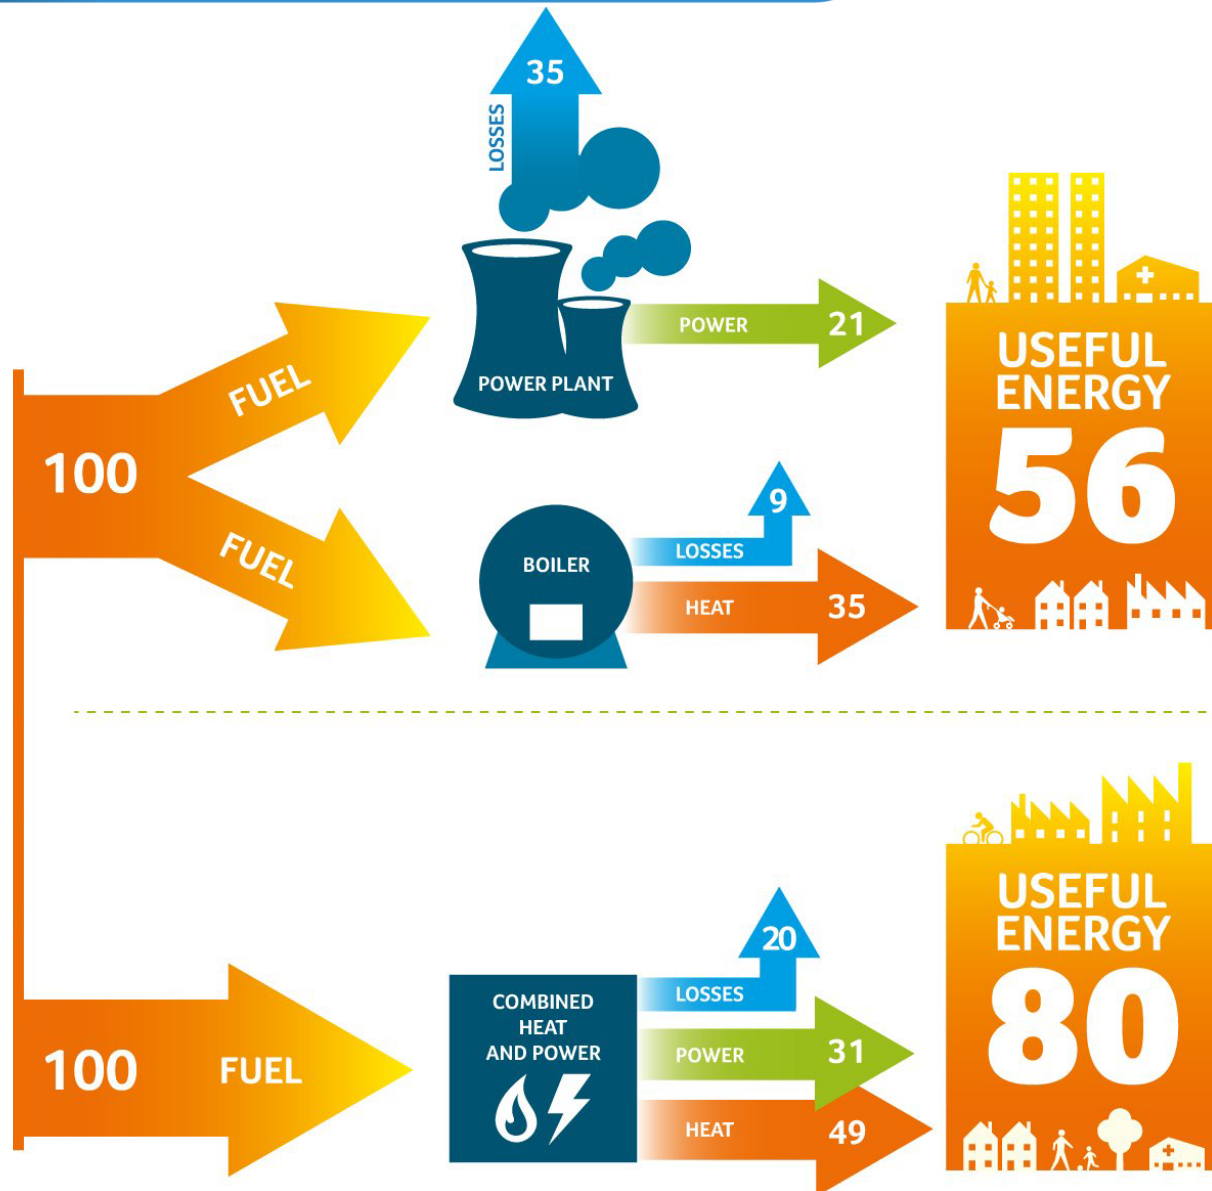 35
LOSSES
POWER PLANT
POWER 21
FUEL
100
FUEL
BOILER
9
LOSSES
HEAT 35
USEFUL
ENERGY
56
100 FUEL
COMBINED
HEAT
AND POWER
20
LOSSES
POWER 31
HEAT 49
USEFUL
ENERGY
80